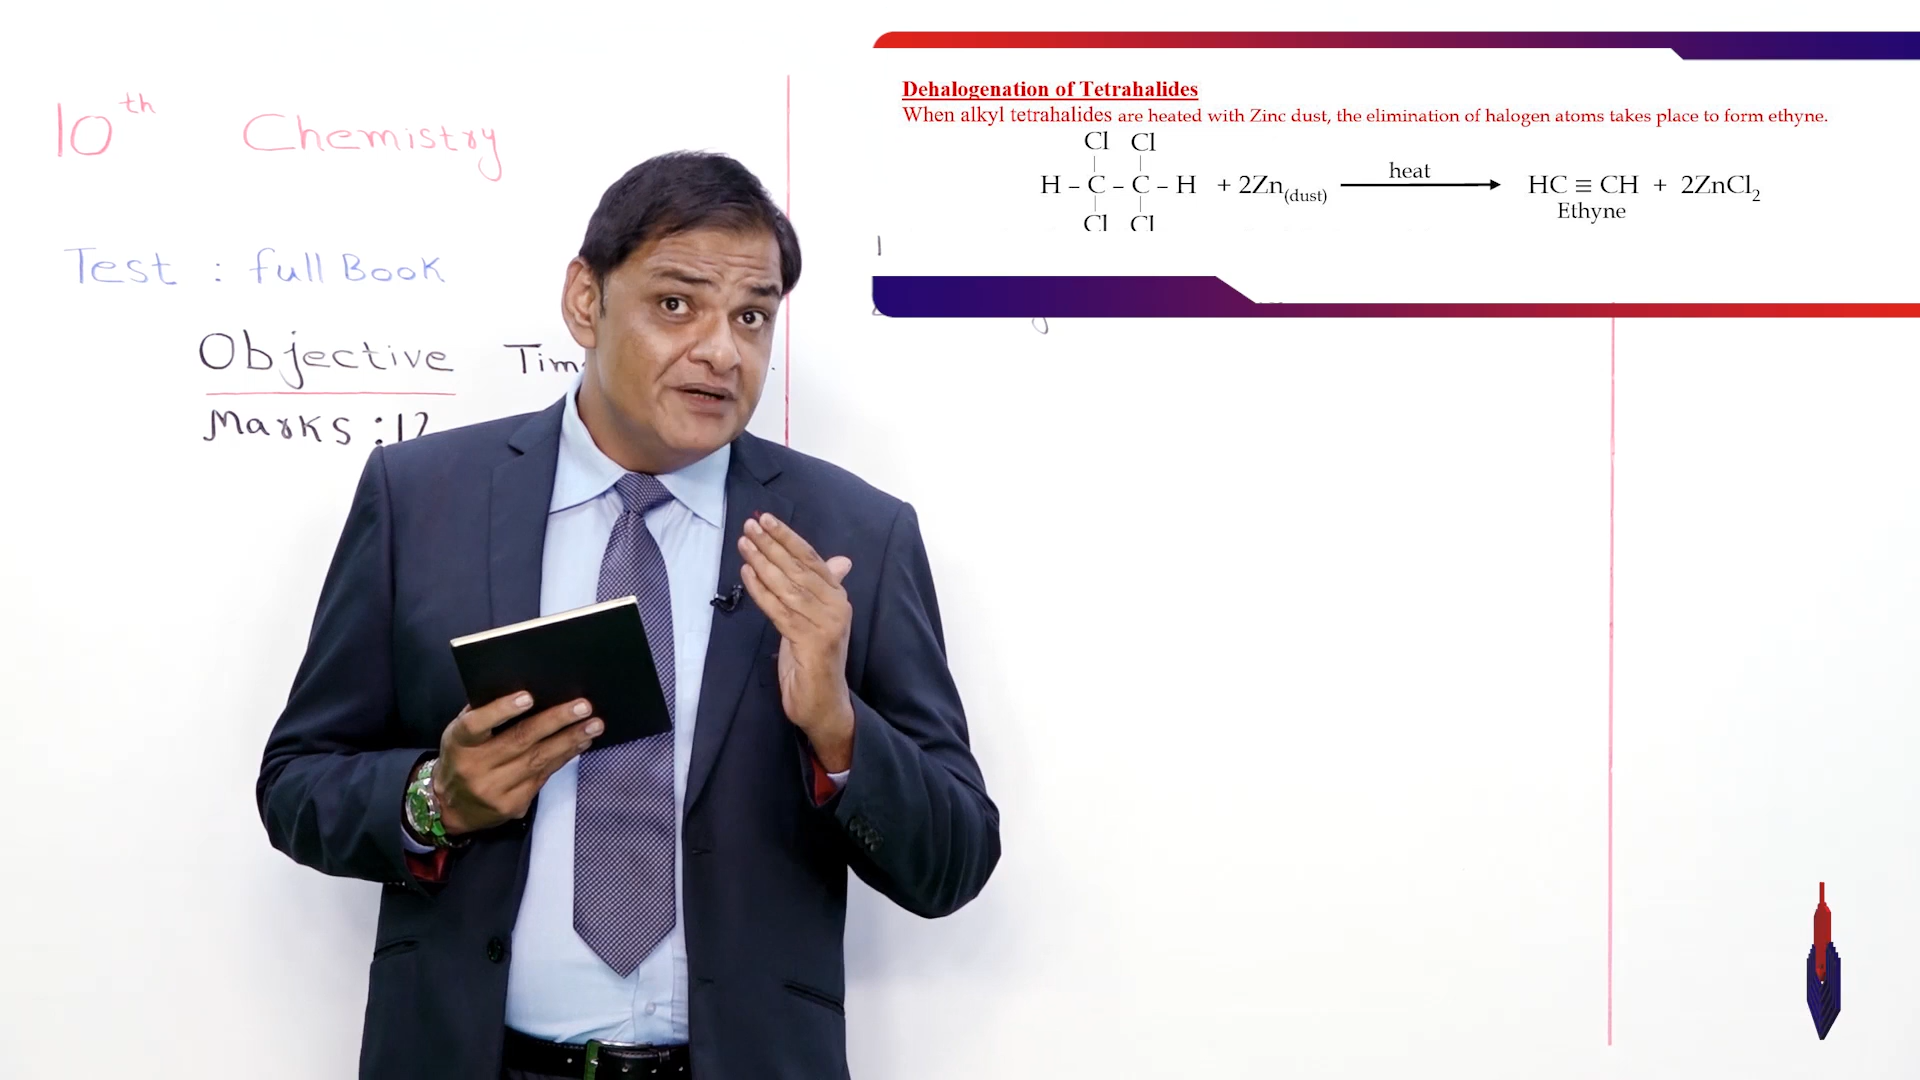 10th Chemistry
Test : full Book
Objective
Marks : 12
Dehalogenation of Tetrahalides
When alkyl tetrahalides are heated with Zinc dust, the elimination of halogen atoms takes place to form ethyne.
Cl Cl
H – C – C – H + 2Zn(dust) heat HC ≡ CH + 2ZnCl2
Cl Cl
Ethyne